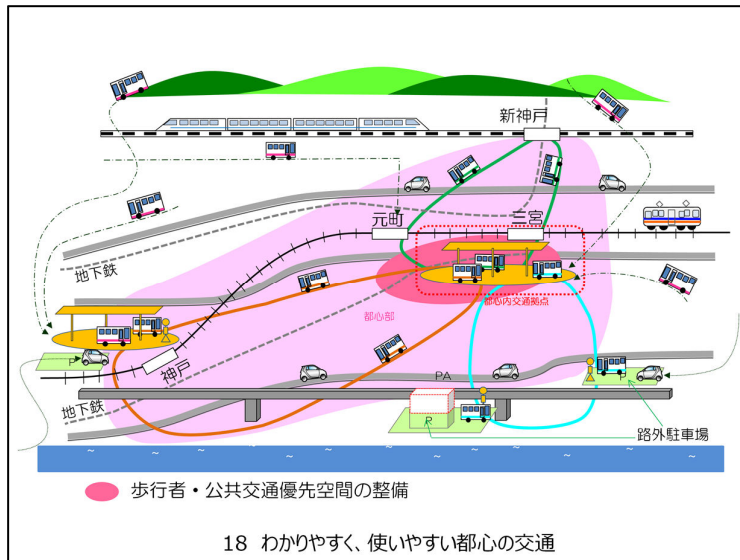 新神戸
元町
三宮
地下鉄
都心内交通拠点
都心部
P
神戸
PA
P
地下鉄
P
路外駐車場
歩行者・公共交通優先空間の整備
18 わかりやすく、使いやすい都心の交通